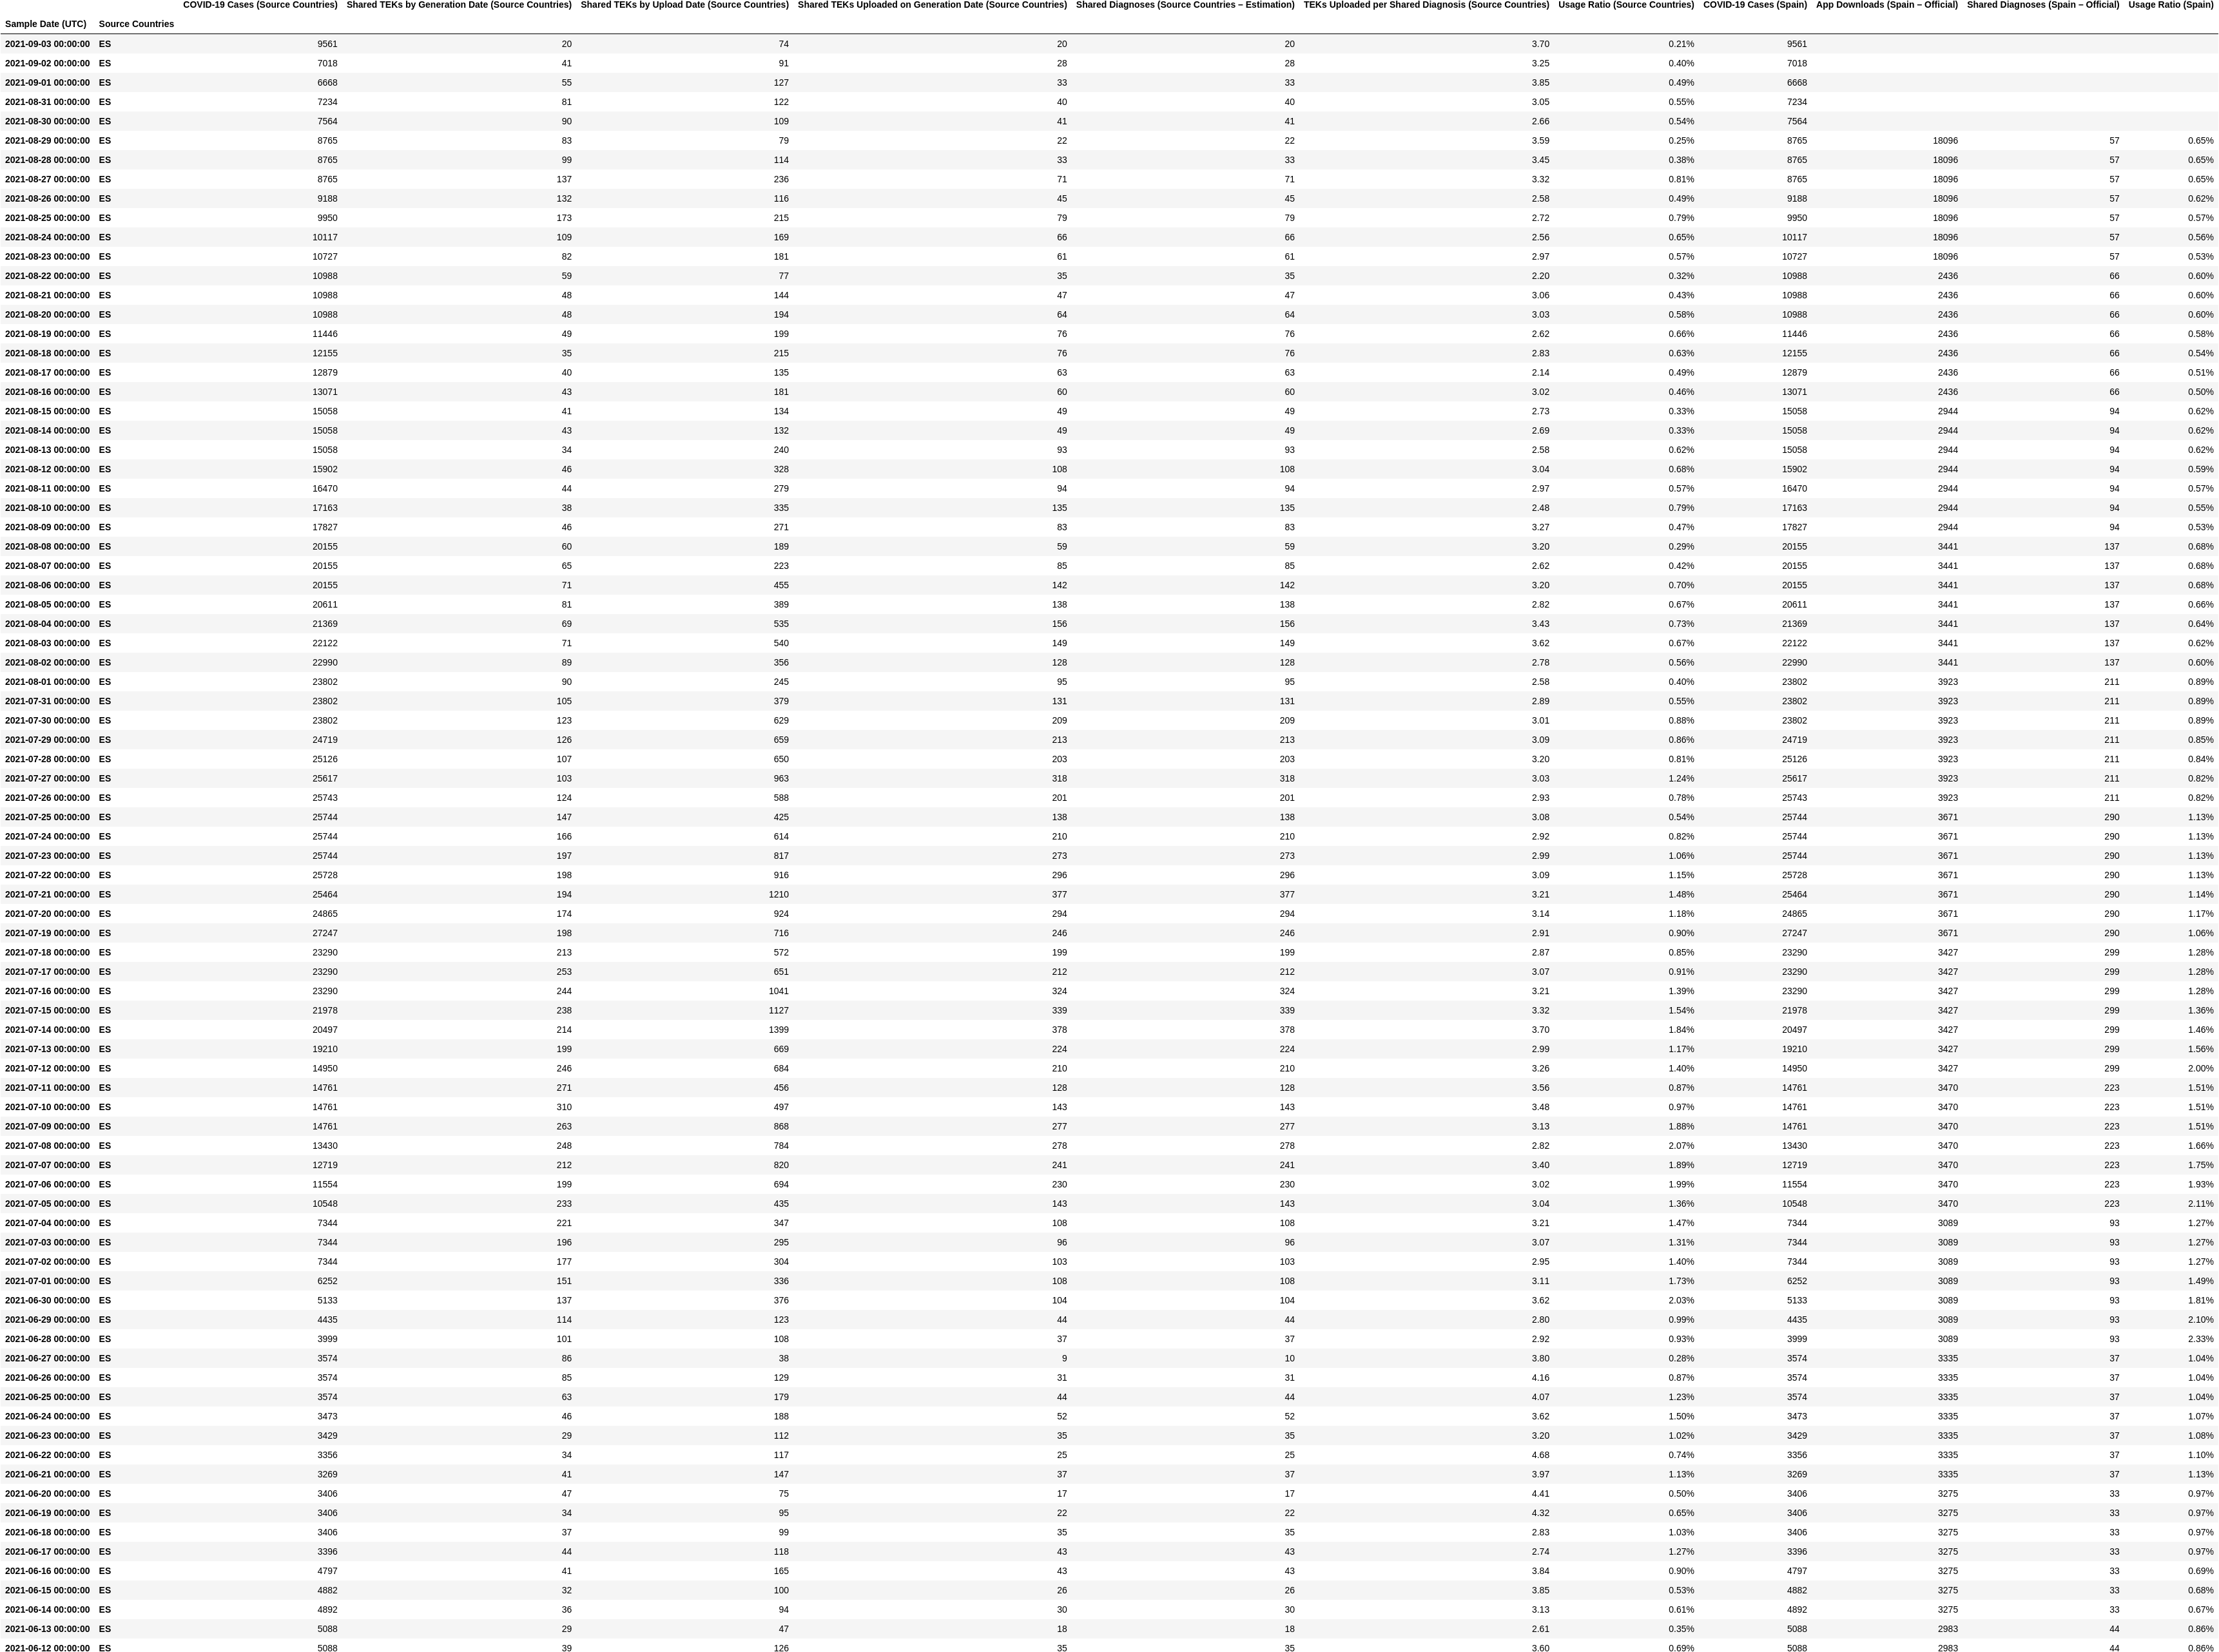 COVID-19 Cases (Source Countries) Shared TEKs by Generation Date (Source Countries) Shared TEKs by Upload Date (Source Countries) Shared TEKs Uploaded on Generation Date (Source Countries) Shared Diagnoses (Source Countries – Estimation) TEKs Uploaded per Shared Diagnosis (Source Countries) Usage Ratio (Source Countries) COVID-19 Cases (Spain) App Downloads (Spain – Official) Shared Diagnoses (Spain – Official) Usage Ratio (Spain)
Sample Date (UTC) Source Countries
2021-09-03 00:00:00 ES 9561 20 74 20 20 3.70 0.21% 9561
2021-09-02 00:00:00 ES 7018 41 91 28 28 3.25 0.40% 7018
2021-09-01 00:00:00 ES 6668 55 127 33 33 3.85 0.49% 6668
2021-08-31 00:00:00 ES 7234 81 122 40 40 3.05 0.55% 7234
2021-08-30 00:00:00 ES 7564 90 109 41 41 2.66 0.54% 7564
2021-08-29 00:00:00 ES 8765 83 79 22 22 3.59 0.25% 8765 18096 57 0.65%
2021-08-28 00:00:00 ES 8765 99 114 33 33 3.45 0.38% 8765 18096 57 0.65%
2021-08-27 00:00:00 ES 8765 137 236 71 71 3.32 0.81% 8765 18096 57 0.65%
2021-08-26 00:00:00 ES 9188 132 116 45 45 2.58 0.49% 9188 18096 57 0.62%
2021-08-25 00:00:00 ES 9950 173 215 79 79 2.72 0.79% 9950 18096 57 0.57%
2021-08-24 00:00:00 ES 10117 109 169 66 66 2.56 0.65% 10117 18096 57 0.56%
2021-08-23 00:00:00 ES 10727 82 181 61 61 2.97 0.57% 10727 18096 57 0.53%
2021-08-22 00:00:00 ES 10988 59 77 35 35 2.20 0.32% 10988 2436 66 0.60%
2021-08-21 00:00:00 ES 10988 48 144 47 47 3.06 0.43% 10988 2436 66 0.60%
2021-08-20 00:00:00 ES 10988 48 194 64 64 3.03 0.58% 10988 2436 66 0.60%
2021-08-19 00:00:00 ES 11446 49 199 76 76 2.62 0.66% 11446 2436 66 0.58%
2021-08-18 00:00:00 ES 12155 35 215 76 76 2.83 0.63% 12155 2436 66 0.54%
2021-08-17 00:00:00 ES 12879 40 135 63 63 2.14 0.49% 12879 2436 66 0.51%
2021-08-16 00:00:00 ES 13071 43 181 60 60 3.02 0.46% 13071 2436 66 0.50%
2021-08-15 00:00:00 ES 15058 41 134 49 49 2.73 0.33% 15058 2944 94 0.62%
2021-08-14 00:00:00 ES 15058 43 132 49 49 2.69 0.33% 15058 2944 94 0.62%
2021-08-13 00:00:00 ES 15058 34 240 93 93 2.58 0.62% 15058 2944 94 0.62%
2021-08-12 00:00:00 ES 15902 46 328 108 108 3.04 0.68% 15902 2944 94 0.59%
2021-08-11 00:00:00 ES 16470 44 279 94 94 2.97 0.57% 16470 2944 94 0.57%
2021-08-10 00:00:00 ES 17163 38 335 135 135 2.48 0.79% 17163 2944 94 0.55%
2021-08-09 00:00:00 ES 17827 46 271 83 83 3.27 0.47% 17827 2944 94 0.53%
2021-08-08 00:00:00 ES 20155 60 189 59 59 3.20 0.29% 20155 3441 137 0.68%
2021-08-07 00:00:00 ES 20155 65 223 85 85 2.62 0.42% 20155 3441 137 0.68%
2021-08-06 00:00:00 ES 20155 71 455 142 142 3.20 0.70% 20155 3441 137 0.68%
2021-08-05 00:00:00 ES 20611 81 389 138 138 2.82 0.67% 20611 3441 137 0.66%
2021-08-04 00:00:00 ES 21369 69 535 156 156 3.43 0.73% 21369 3441 137 0.64%
2021-08-03 00:00:00 ES 22122 71 540 149 149 3.62 0.67% 22122 3441 137 0.62%
2021-08-02 00:00:00 ES 22990 89 356 128 128 2.78 0.56% 22990 3441 137 0.60%
2021-08-01 00:00:00 ES 23802 90 245 95 95 2.58 0.40% 23802 3923 211 0.89%
2021-07-31 00:00:00 ES 23802 105 379 131 131 2.89 0.55% 23802 3923 211 0.89%
2021-07-30 00:00:00 ES 23802 123 629 209 209 3.01 0.88% 23802 3923 211 0.89%
2021-07-29 00:00:00 ES 24719 126 659 213 213 3.09 0.86% 24719 3923 211 0.85%
2021-07-28 00:00:00 ES 25126 107 650 203 203 3.20 0.81% 25126 3923 211 0.84%
2021-07-27 00:00:00 ES 25617 103 963 318 318 3.03 1.24% 25617 3923 211 0.82%
2021-07-26 00:00:00 ES 25743 124 588 201 201 2.93 0.78% 25743 3923 211 0.82%
2021-07-25 00:00:00 ES 25744 147 425 138 138 3.08 0.54% 25744 3671 290 1.13%
2021-07-24 00:00:00 ES 25744 166 614 210 210 2.92 0.82% 25744 3671 290 1.13%
2021-07-23 00:00:00 ES 25744 197 817 273 273 2.99 1.06% 25744 3671 290 1.13%
2021-07-22 00:00:00 ES 25728 198 916 296 296 3.09 1.15% 25728 3671 290 1.13%
2021-07-21 00:00:00 ES 25464 194 1210 377 377 3.21 1.48% 25464 3671 290 1.14%
2021-07-20 00:00:00 ES 24865 174 924 294 294 3.14 1.18% 24865 3671 290 1.17%
2021-07-19 00:00:00 ES 27247 198 716 246 246 2.91 0.90% 27247 3671 290 1.06%
2021-07-18 00:00:00 ES 23290 213 572 199 199 2.87 0.85% 23290 3427 299 1.28%
2021-07-17 00:00:00 ES 23290 253 651 212 212 3.07 0.91% 23290 3427 299 1.28%
2021-07-16 00:00:00 ES 23290 244 1041 324 324 3.21 1.39% 23290 3427 299 1.28%
2021-07-15 00:00:00 ES 21978 238 1127 339 339 3.32 1.54% 21978 3427 299 1.36%
2021-07-14 00:00:00 ES 20497 214 1399 378 378 3.70 1.84% 20497 3427 299 1.46%
2021-07-13 00:00:00 ES 19210 199 669 224 224 2.99 1.17% 19210 3427 299 1.56%
2021-07-12 00:00:00 ES 14950 246 684 210 210 3.26 1.40% 14950 3427 299 2.00%
2021-07-11 00:00:00 ES 14761 271 456 128 128 3.56 0.87% 14761 3470 223 1.51%
2021-07-10 00:00:00 ES 14761 310 497 143 143 3.48 0.97% 14761 3470 223 1.51%
2021-07-09 00:00:00 ES 14761 263 868 277 277 3.13 1.88% 14761 3470 223 1.51%
2021-07-08 00:00:00 ES 13430 248 784 278 278 2.82 2.07% 13430 3470 223 1.66%
2021-07-07 00:00:00 ES 12719 212 820 241 241 3.40 1.89% 12719 3470 223 1.75%
2021-07-06 00:00:00 ES 11554 199 694 230 230 3.02 1.99% 11554 3470 223 1.93%
2021-07-05 00:00:00 ES 10548 233 435 143 143 3.04 1.36% 10548 3470 223 2.11%
2021-07-04 00:00:00 ES 7344 221 347 108 108 3.21 1.47% 7344 3089 93 1.27%
2021-07-03 00:00:00 ES 7344 196 295 96 96 3.07 1.31% 7344 3089 93 1.27%
2021-07-02 00:00:00 ES 7344 177 304 103 103 2.95 1.40% 7344 3089 93 1.27%
2021-07-01 00:00:00 ES 6252 151 336 108 108 3.11 1.73% 6252 3089 93 1.49%
2021-06-30 00:00:00 ES 5133 137 376 104 104 3.62 2.03% 5133 3089 93 1.81%
2021-06-29 00:00:00 ES 4435 114 123 44 44 2.80 0.99% 4435 3089 93 2.10%
2021-06-28 00:00:00 ES 3999 101 108 37 37 2.92 0.93% 3999 3089 93 2.33%
2021-06-27 00:00:00 ES 3574 86 38 9 10 3.80 0.28% 3574 3335 37 1.04%
2021-06-26 00:00:00 ES 3574 85 129 31 31 4.16 0.87% 3574 3335 37 1.04%
2021-06-25 00:00:00 ES 3574 63 179 44 44 4.07 1.23% 3574 3335 37 1.04%
2021-06-24 00:00:00 ES 3473 46 188 52 52 3.62 1.50% 3473 3335 37 1.07%
2021-06-23 00:00:00 ES 3429 29 112 35 35 3.20 1.02% 3429 3335 37 1.08%
2021-06-22 00:00:00 ES 3356 34 117 25 25 4.68 0.74% 3356 3335 37 1.10%
2021-06-21 00:00:00 ES 3269 41 147 37 37 3.97 1.13% 3269 3335 37 1.13%
2021-06-20 00:00:00 ES 3406 47 75 17 17 4.41 0.50% 3406 3275 33 0.97%
2021-06-19 00:00:00 ES 3406 34 95 22 22 4.32 0.65% 3406 3275 33 0.97%
2021-06-18 00:00:00 ES 3406 37 99 35 35 2.83 1.03% 3406 3275 33 0.97%
2021-06-17 00:00:00 ES 3396 44 118 43 43 2.74 1.27% 3396 3275 33 0.97%
2021-06-16 00:00:00 ES 4797 41 165 43 43 3.84 0.90% 4797 3275 33 0.69%
2021-06-15 00:00:00 ES 4882 32 100 26 26 3.85 0.53% 4882 3275 33 0.68%
2021-06-14 00:00:00 ES 4892 36 94 30 30 3.13 0.61% 4892 3275 33 0.67%
2021-06-13 00:00:00 ES 5088 29 47 18 18 2.61 0.35% 5088 2983 44 0.86%
2021-06-12 00:00:00 ES 5088 39 126 35 35 3.60 0.69% 5088 2983 44 0.86%